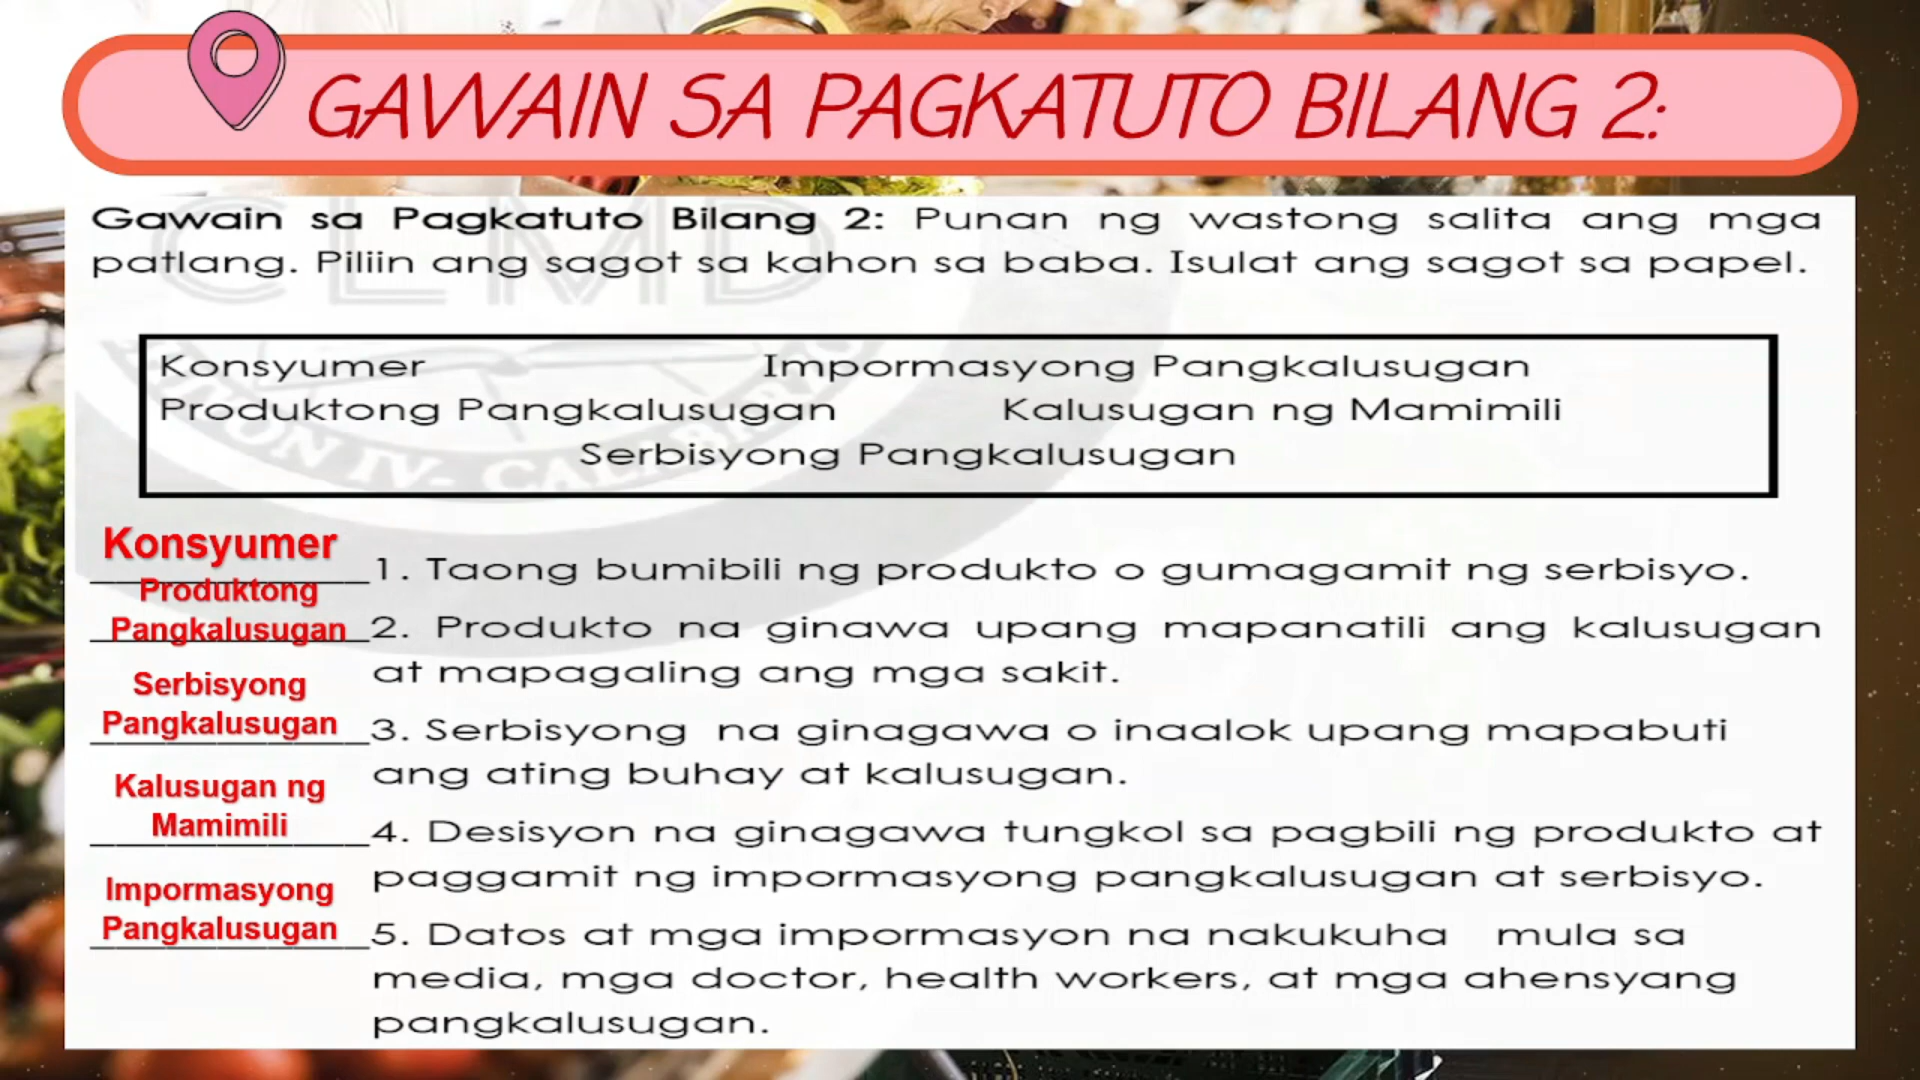 GAWAIN SA PAGKATUTO BILANG 2:
Gawain sa Pagkatuto Bilang 2: Punan ng wastong salita ang mga
patlang. Piliin ang sagot sa kahon sa baba. Isulat ang sagot sa papel.
CLMD
Konsyumer Impormasyong Pangkalusugan
Produktong Pangkalusugan Kalusugan ng Mamimili
Serbisyong Pangkalusugan
Konsyumer
1. Taong bumibili ng produkto o gumagamit ng serbisyo.
Produktong
Pangkalusugan
2. Produkto na ginawa upang mapanatili ang kalusugan
at mapagaling ang mga sakit.
Serbisyong
Pangkalusugan
3. Serbisyong na ginagawa o inaalok upang mapabuti
ang ating buhay at kalusugan.
Kalusugan ng
Mamimili
4. Desisyon na ginagawa tungkol sa pagbili ng produkto at
paggamit ng impormasyong pangkalusugan at serbisyo.
Impormasyong
Pangkalusugan
5. Datos at mga impormasyon na nakukuha mula sa
media, mga doctor, health workers, at mga ahensyang
pangkalusugan.